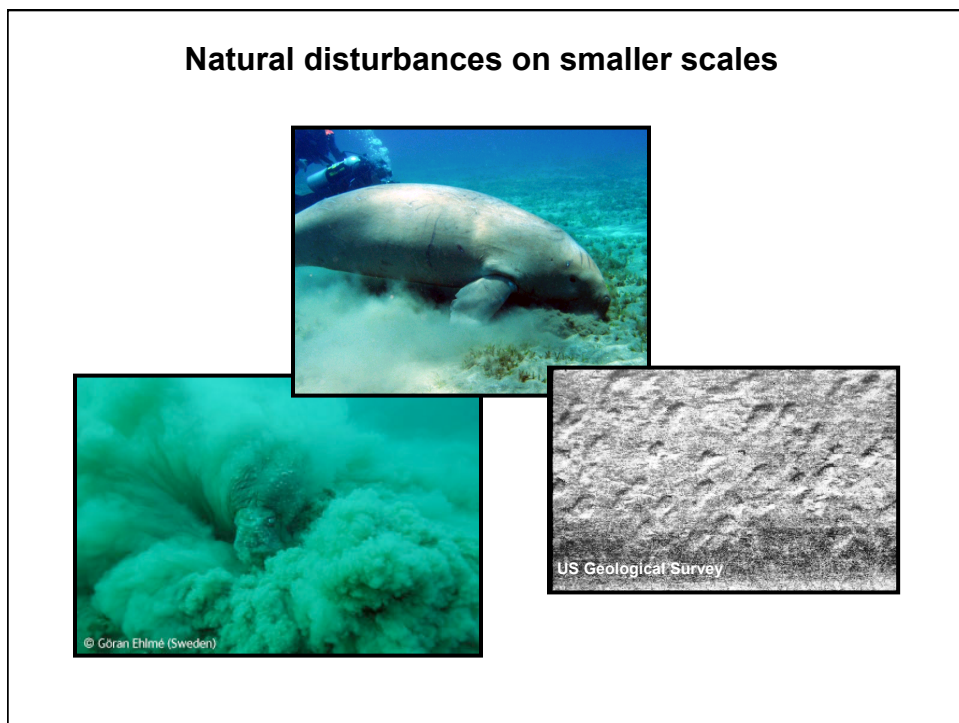 Natural disturbances on smaller scales
US Geological Survey
© Göran Ehlmé (Sweden)